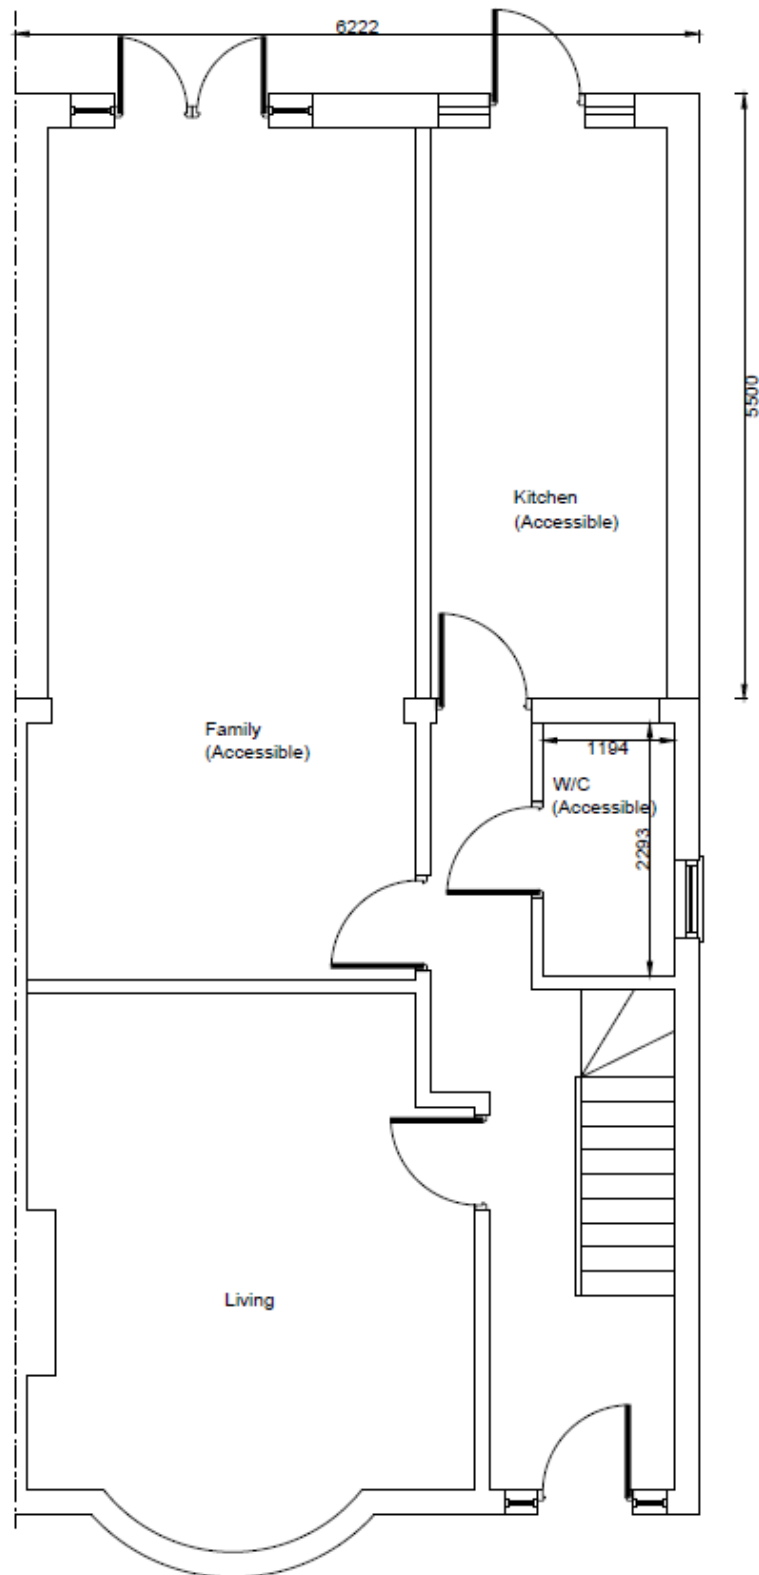 6222
5500
Kitchen
(Accessible)
Family
(Accessible)
1194
W/C
(Accessible)
2293
Living